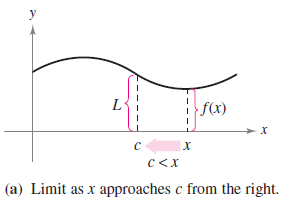 y
L
f(x)
x
c
x
c < x
(a) Limit as x approaches c from the right.